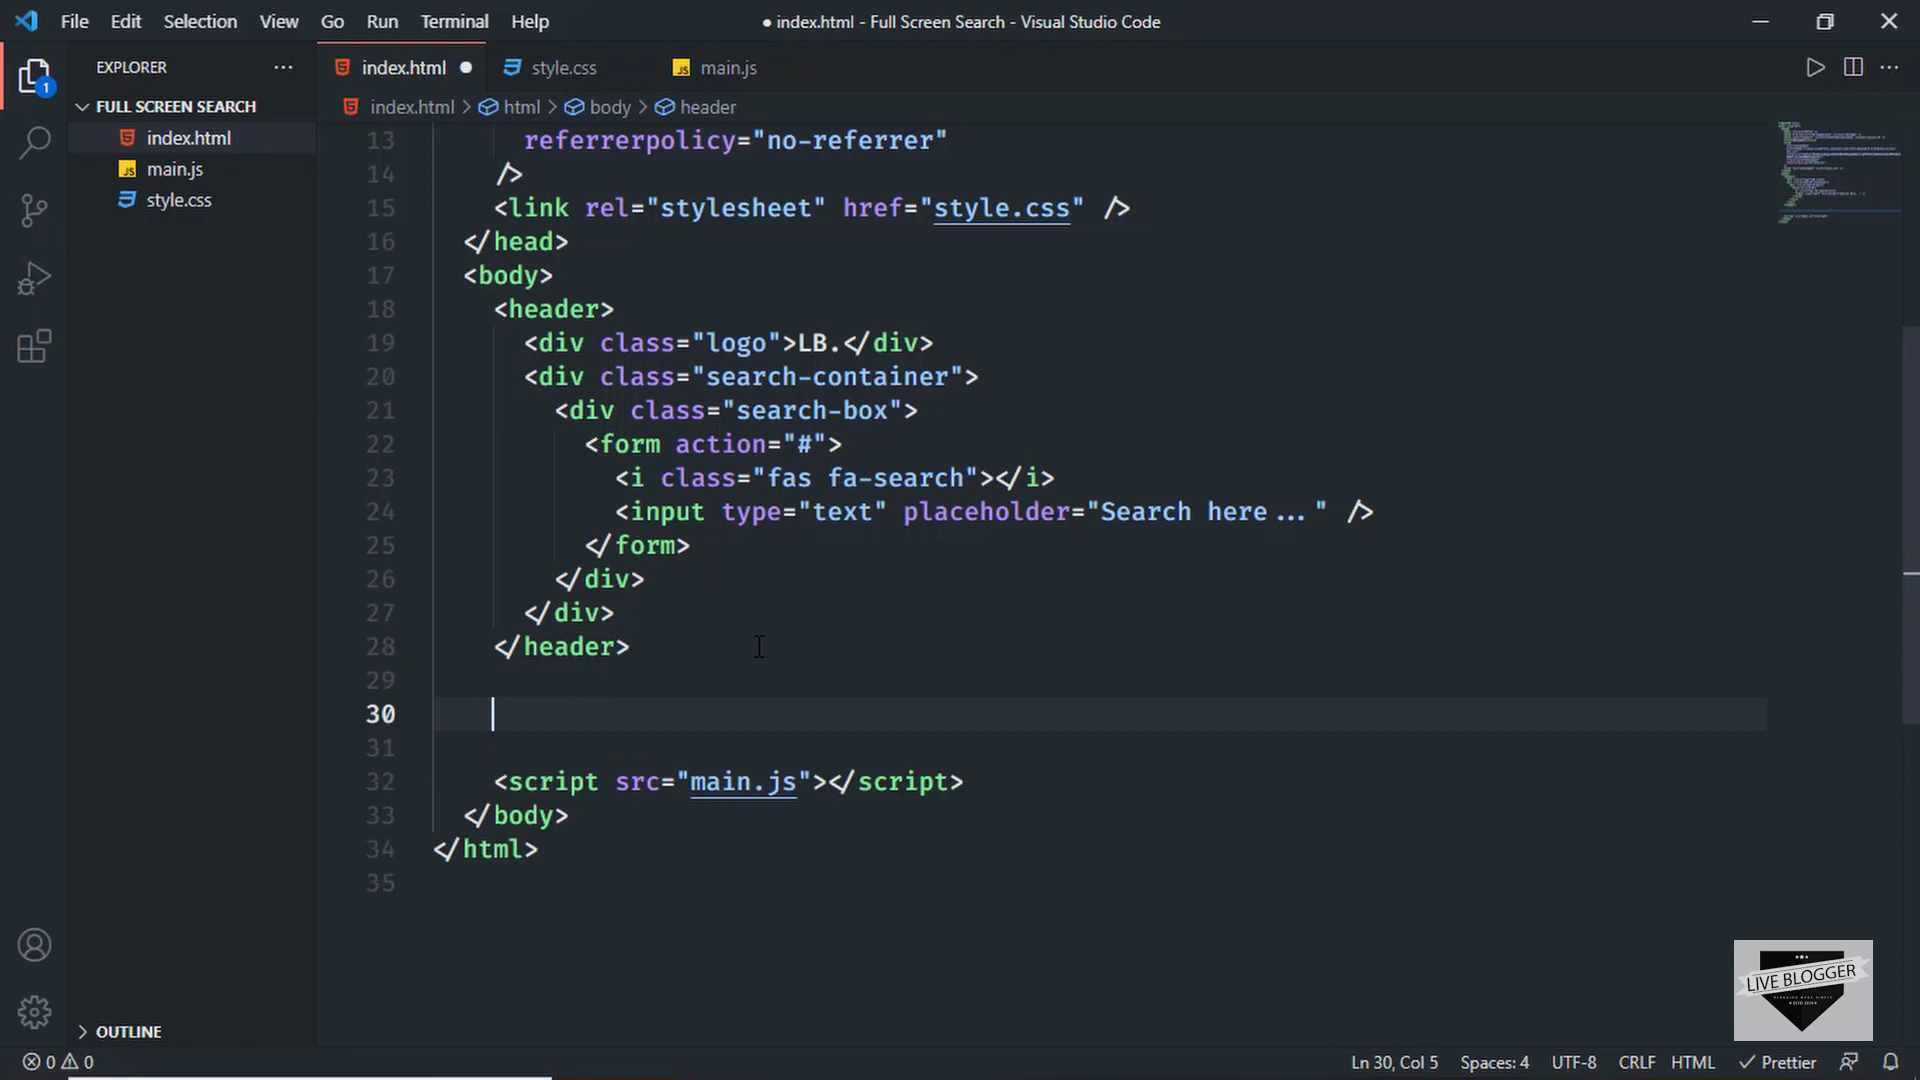 File Edit Selection View Go Run Terminal Help
● index.html - Full Screen Search - Visual Studio Code
EXPLORER
1
FULL SCREEN SEARCH
index.html
main.js
style.css
OUTLINE
index.html style.css main.js
index.html > html > body > header
13 referrerpolicy="no-referrer"
14 />
15 <link rel="stylesheet" href="style.css" />
16 </head>
17 <body>
18 <header>
19 <div class="logo">LB.</div>
20 <div class="search-container">
21 <div class="search-box">
22 <form action="#">
23 <i class="fas fa-search"></i>
24 <input type="text" placeholder="Search here..." />
25 </form>
26 </div>
27 </div>
28 </header>
29
30
31
32 <script src="main.js"></script>
33 </body>
34 </html>
35
LIVE BLOGGER
0 0
Ln 30, Col 5 Spaces: 4 UTF-8 CRLF HTML Prettier